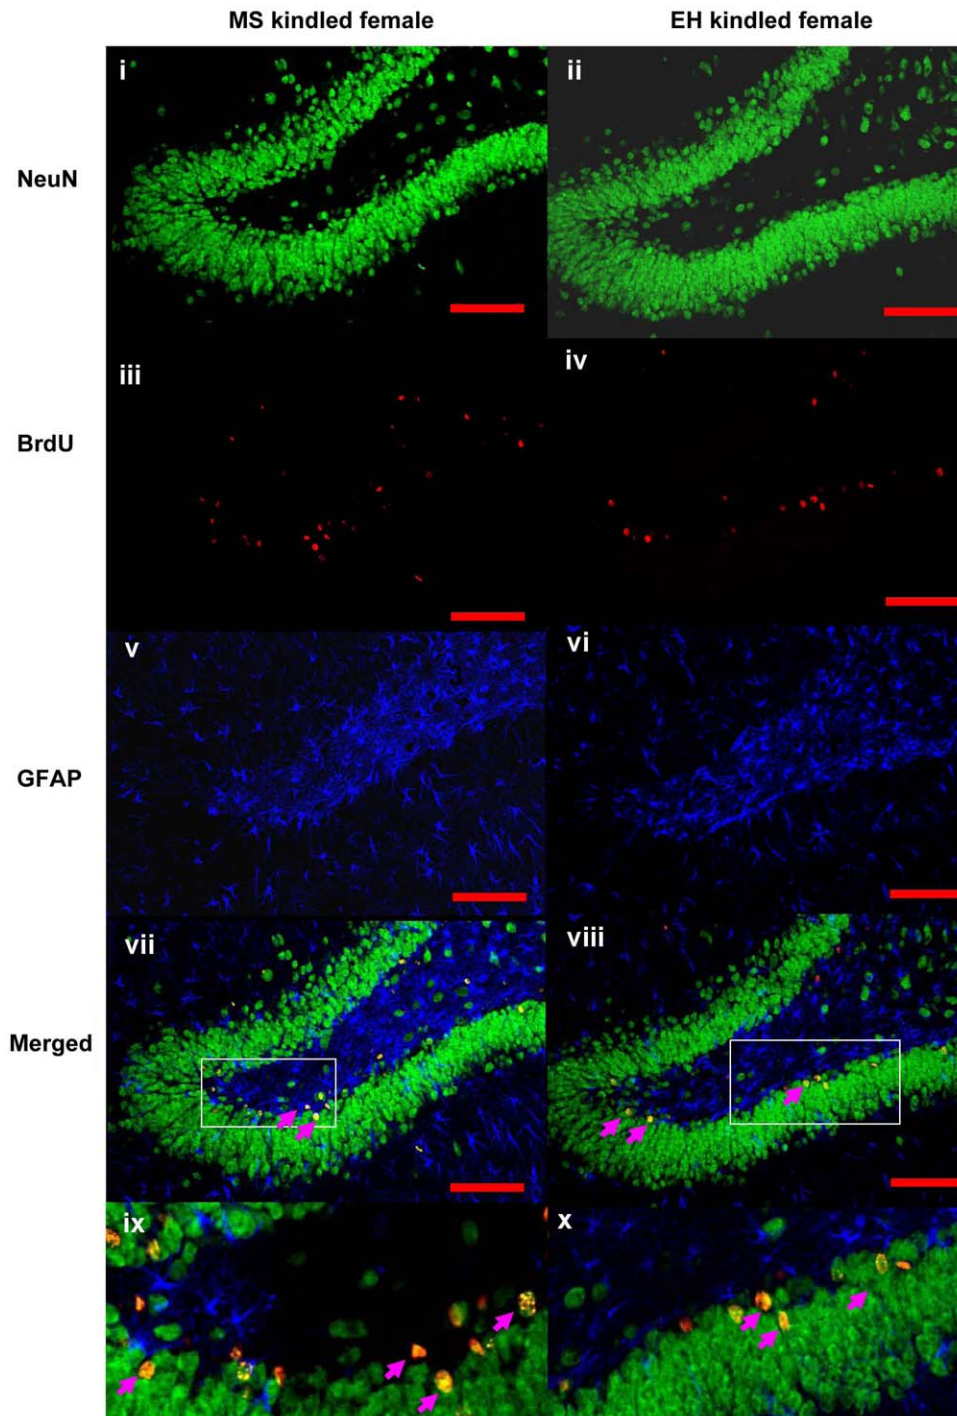 MS kindled female EH kindled female
i ii
NeuN
iii iv
BrdU
v vi
GFAP
vii viii
Merged
ix x